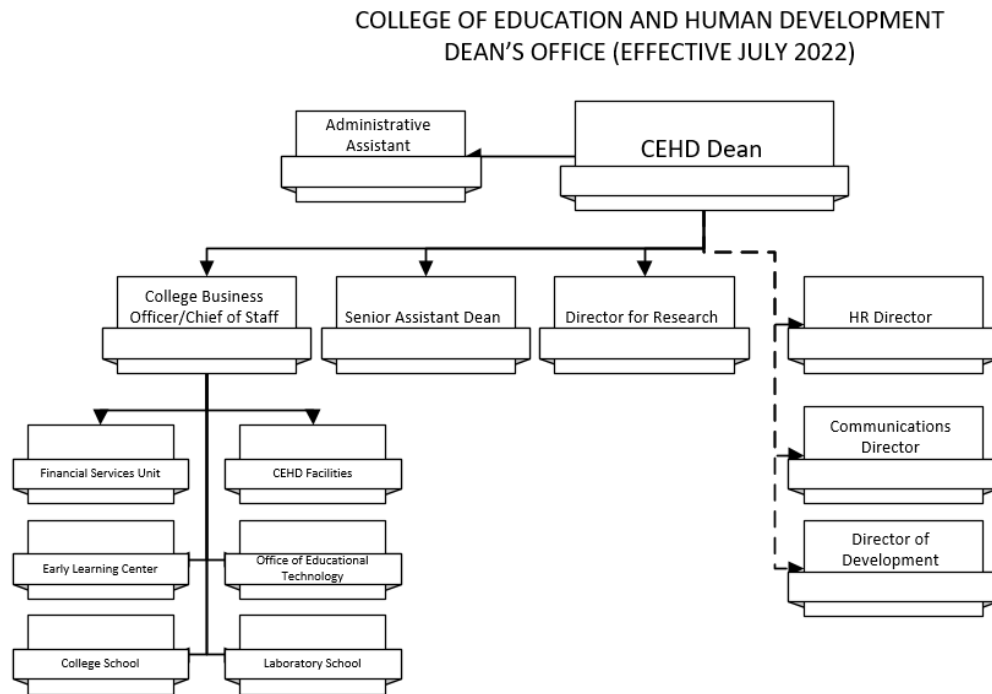 COLLEGE OF EDUCATION AND HUMAN DEVELOPMENT
DEAN’S OFFICE (EFFECTIVE JULY 2022)
Administrative
Assistant
CEHD Dean
College Business
Officer/Chief of Staff
Senior Assistant Dean
Director for Research
HR Director
Communications
Director
Director of
Development
Financial Services Unit
CEHD Facilities
Early Learning Center
Office of Educational
Technology
College School
Laboratory School